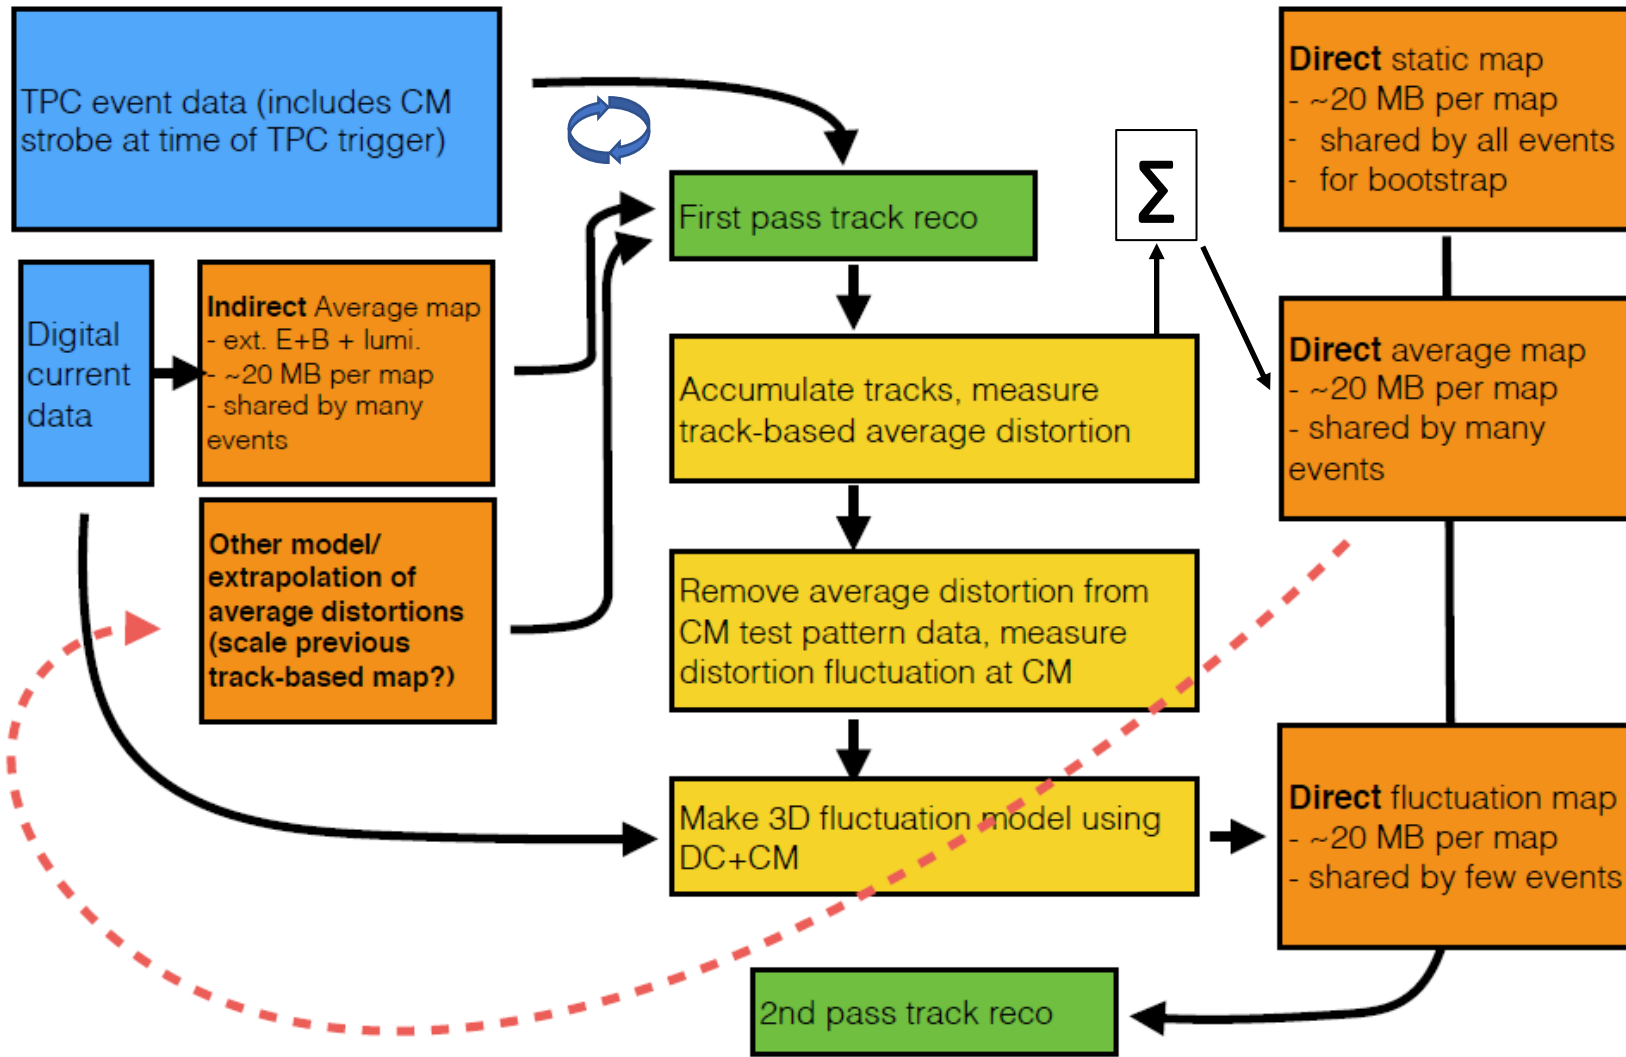 TPC event data (includes CM
strobe at time of TPC trigger)
Digital
current
data
Indirect Average map
- ext. E+B + lumi.
- ~20 MB per map
- shared by many
events
Other model/
extrapolation of
average distortions
(scale previous
track-based map?)
First pass track reco
Accumulate tracks, measure
track-based average distortion
Remove average distortion from
CM test pattern data, measure
distortion fluctuation at CM
Make 3D fluctuation model using
DC+CM
2nd pass track reco
Σ
Direct static map
- ~20 MB per map
- shared by all events
- for bootstrap
Direct average map
- ~20 MB per map
- shared by many
events
Direct fluctuation map
- ~20 MB per map
- shared by few events